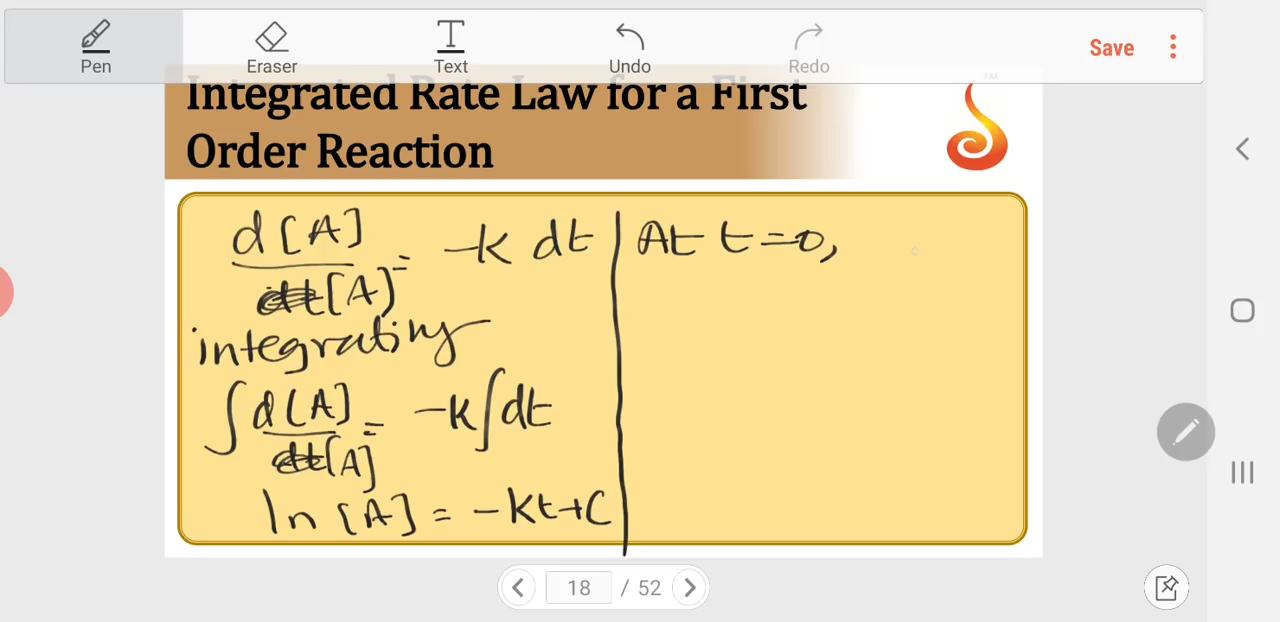 Pen
Eraser
Text
Undo
Redo
Save
TM
Integrated Rate Law for a First
Order Reaction
d[A]
/[A] = -k dt
integrating
∫ d[A]/[A] = -k∫dt
ln [A] = -kt+C
At t=0,
18 / 52